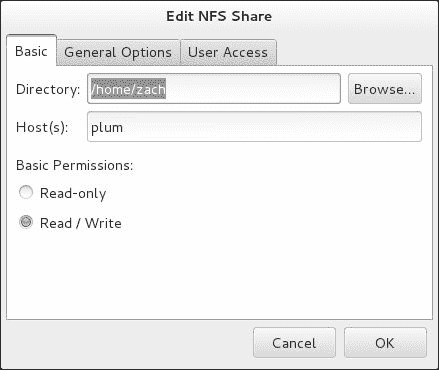 Edit NFS Share
Basic General Options User Access
Directory: /home/zach Browse...
Host(s): plum
Basic Permissions:
Read-only
Read / Write
Cancel OK